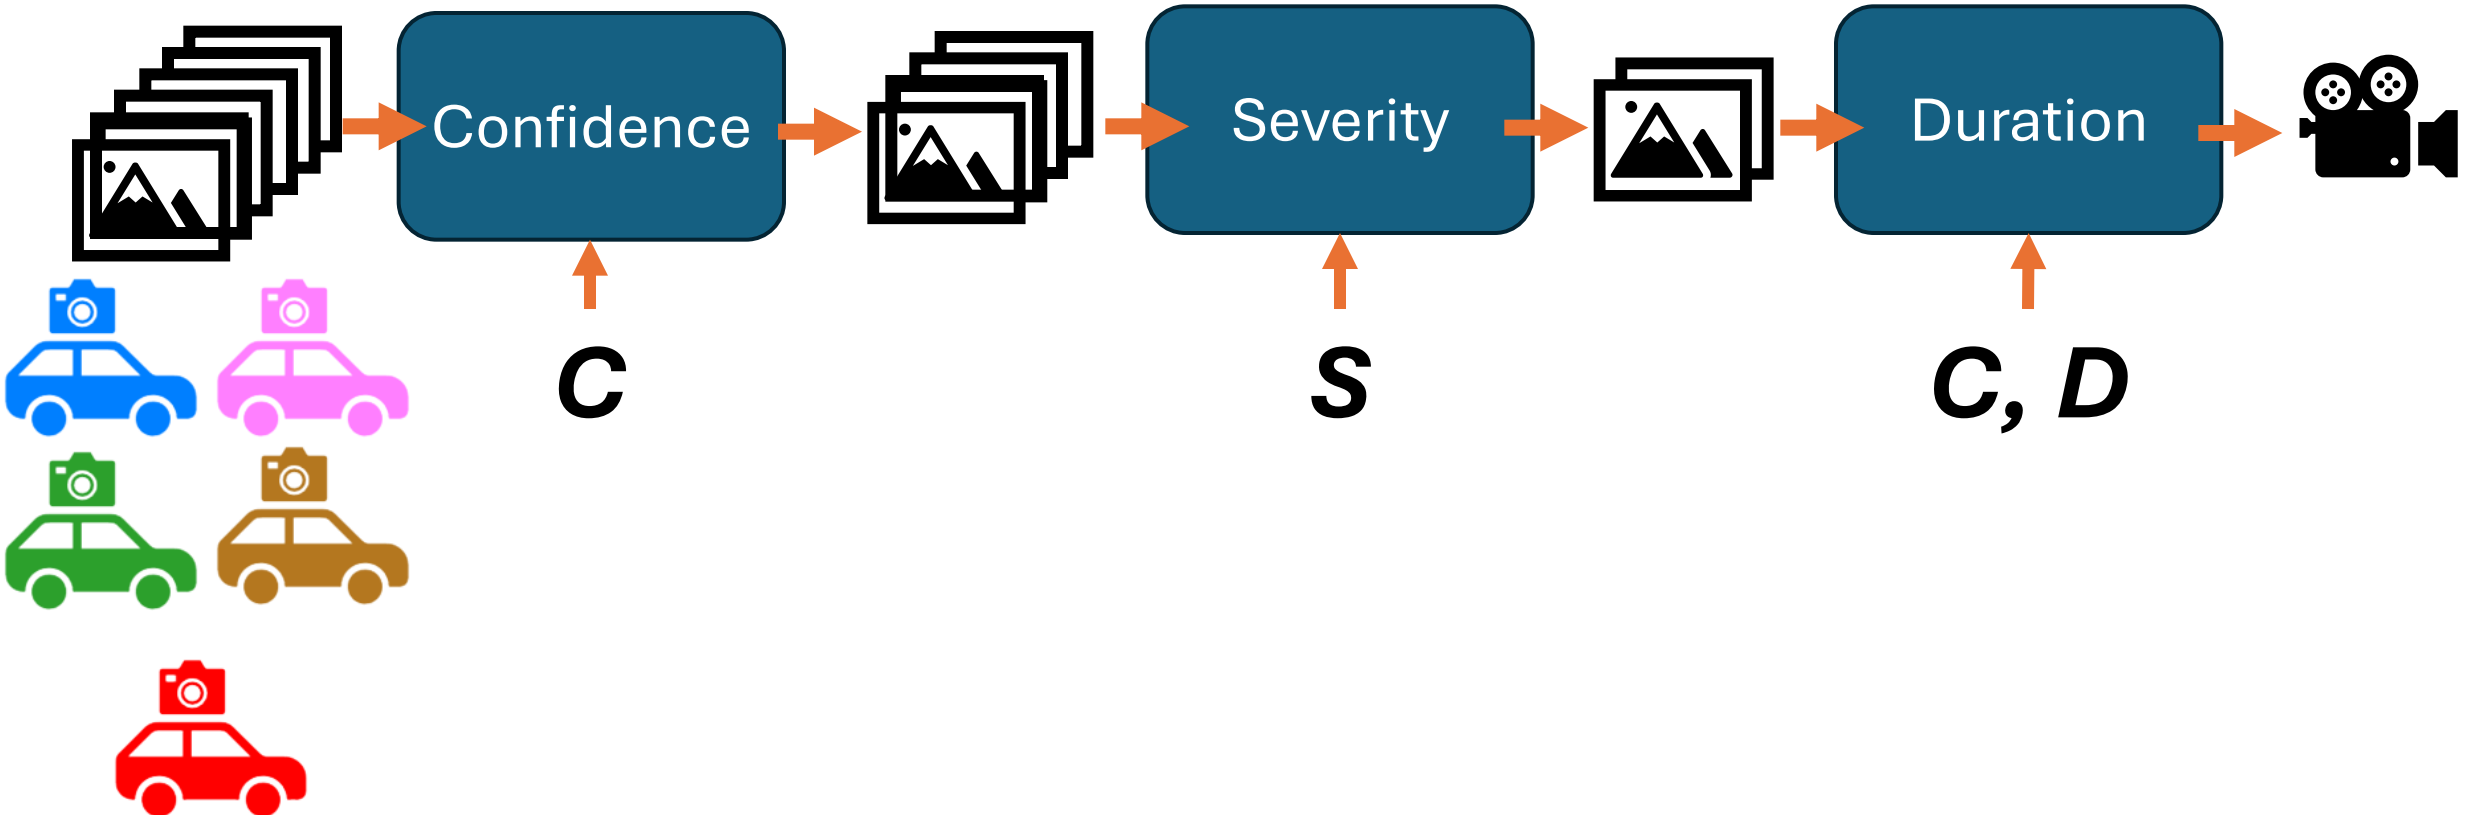 Confidence
Severity
Duration
C
S
C, D